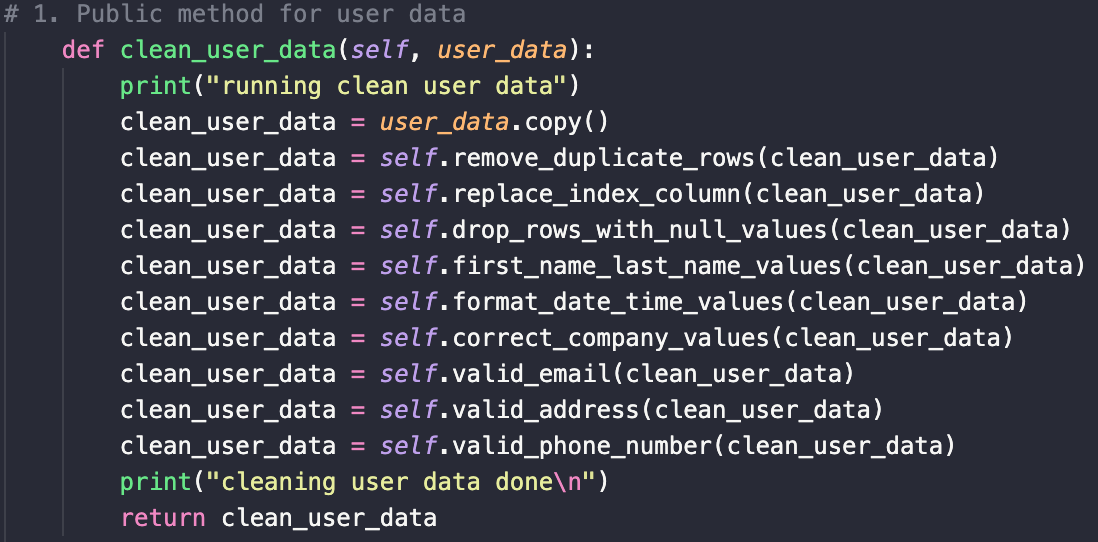 # 1. Public method for user data
def clean_user_data(self, user_data):
print("running clean user data")
clean_user_data = user_data.copy()
clean_user_data = self.remove_duplicate_rows(clean_user_data)
clean_user_data = self.replace_index_column(clean_user_data)
clean_user_data = self.drop_rows_with_null_values(clean_user_data)
clean_user_data = self.first_name_last_name_values(clean_user_data)
clean_user_data = self.format_date_time_values(clean_user_data)
clean_user_data = self.correct_company_values(clean_user_data)
clean_user_data = self.valid_email(clean_user_data)
clean_user_data = self.valid_address(clean_user_data)
clean_user_data = self.valid_phone_number(clean_user_data)
print("cleaning user data done\n")
return clean_user_data